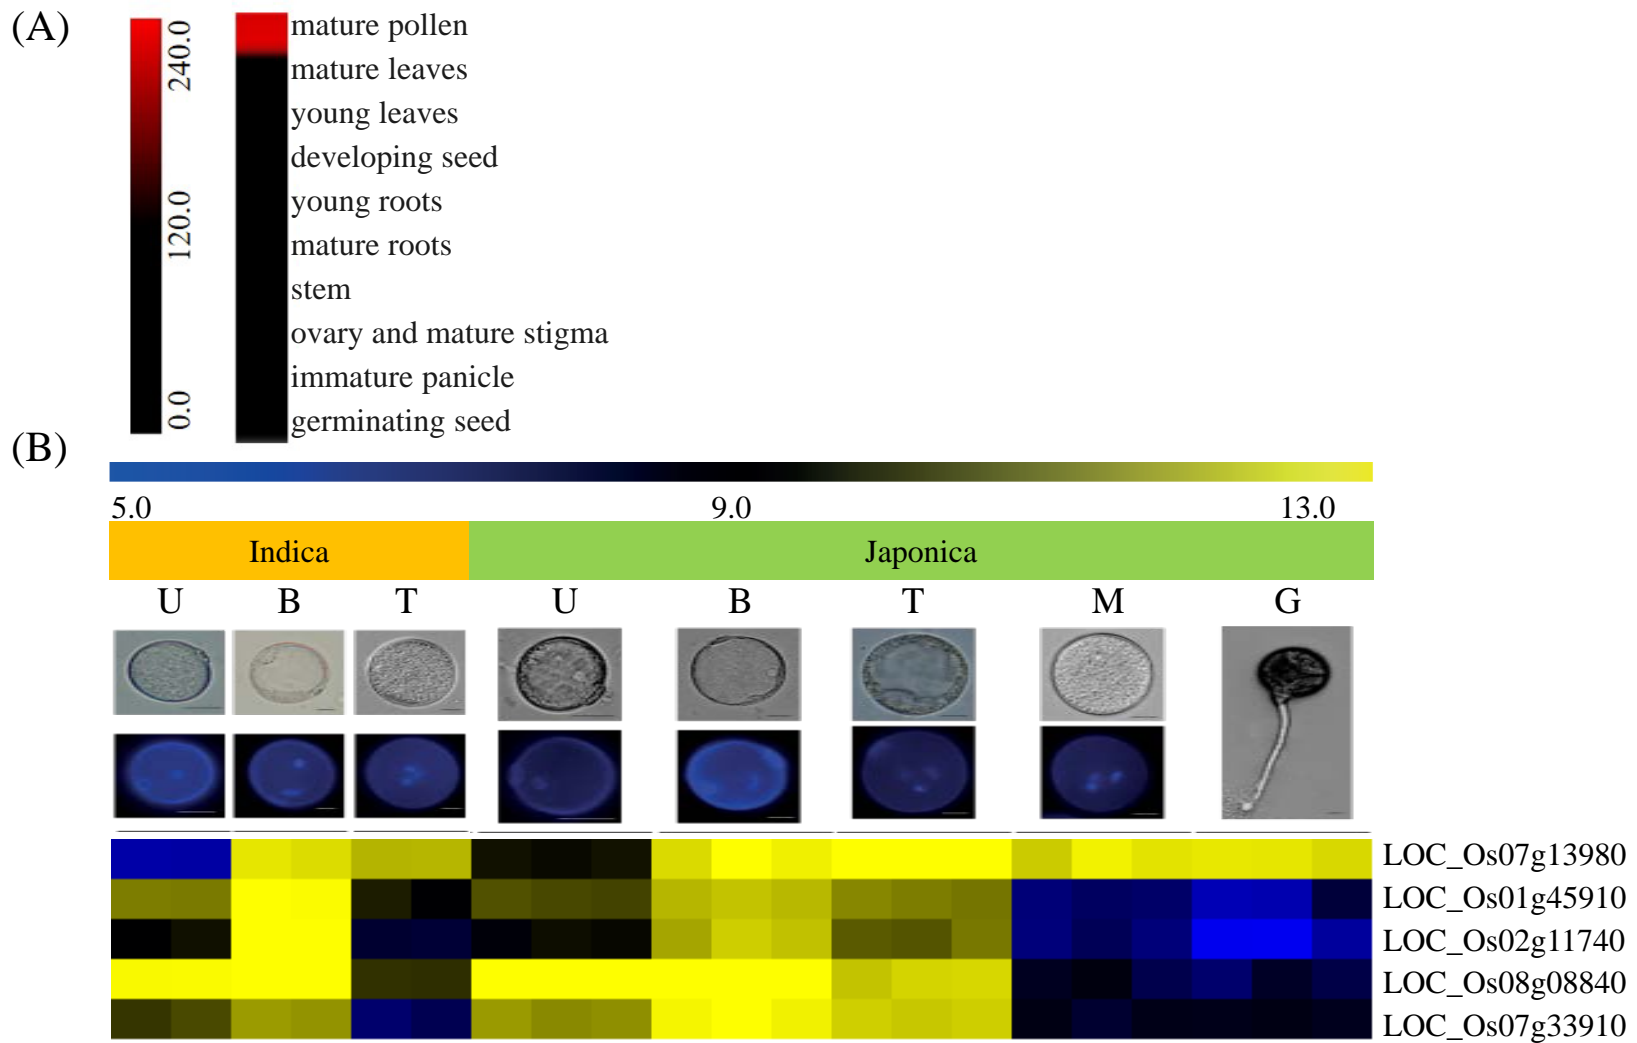 (A)
240.0
120.0
0.0
mature pollen
mature leaves
young leaves
developing seed
young roots
mature roots
stem
ovary and mature stigma
immature panicle
germinating seed
(B)
5.0 9.0 13.0
Indica Japonica
U B T U B T M G
LOC_Os07g13980
LOC_Os01g45910
LOC_Os02g11740
LOC_Os08g08840
LOC_Os07g33910